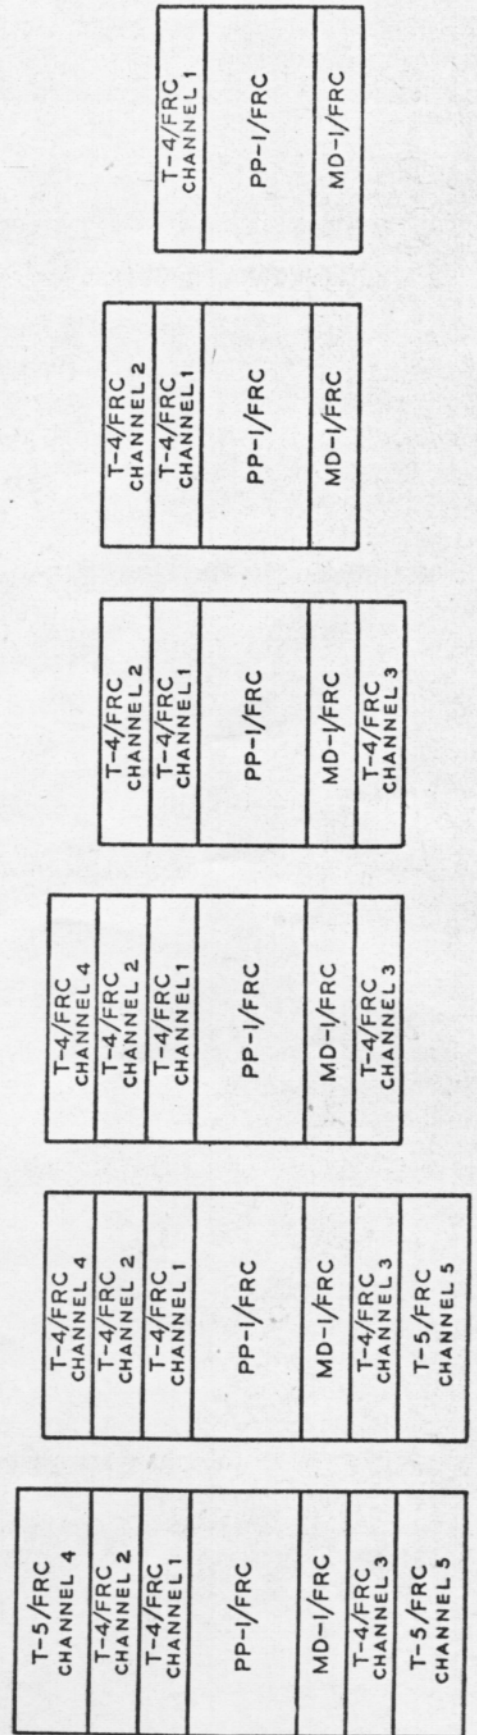 T-5/FRC
CHANNEL 4
T-4/FRC
CHANNEL 2
T-4/FRC
CHANNEL 1
PP-1/FRC
MD-1/FRC
T-4/FRC
CHANNEL 3
T-5/FRC
CHANNEL 5
T-4/FRC
CHANNEL 4
T-4/FRC
CHANNEL 2
T-4/FRC
CHANNEL 1
PP-1/FRC
MD-1/FRC
T-4/FRC
CHANNEL 3
T-5/FRC
CHANNEL 5
T-4/FRC
CHANNEL 4
T-4/FRC
CHANNEL 2
T-4/FRC
CHANNEL 1
PP-1/FRC
MD-1/FRC
T-4/FRC
CHANNEL 3
T-4/FRC
CHANNEL 2
T-4/FRC
CHANNEL 1
PP-1/FRC
MD-1/FRC
T-4/FRC
CHANNEL 3
T-4/FRC
CHANNEL 2
T-4/FRC
CHANNEL 1
PP-1/FRC
MD-1/FRC
T-4/FRC
CHANNEL 1
PP-1/FRC
MD-1/FRC